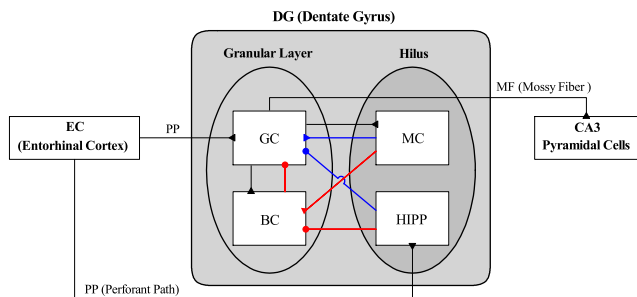 DG (Dentate Gyrus)
Granular Layer
Hilus
MF (Mossy Fiber )
EC
(Entorhinal Cortex)
PP
GC
MC
CA3
Pyramidal Cells
BC
HIPP
PP (Perforant Path)